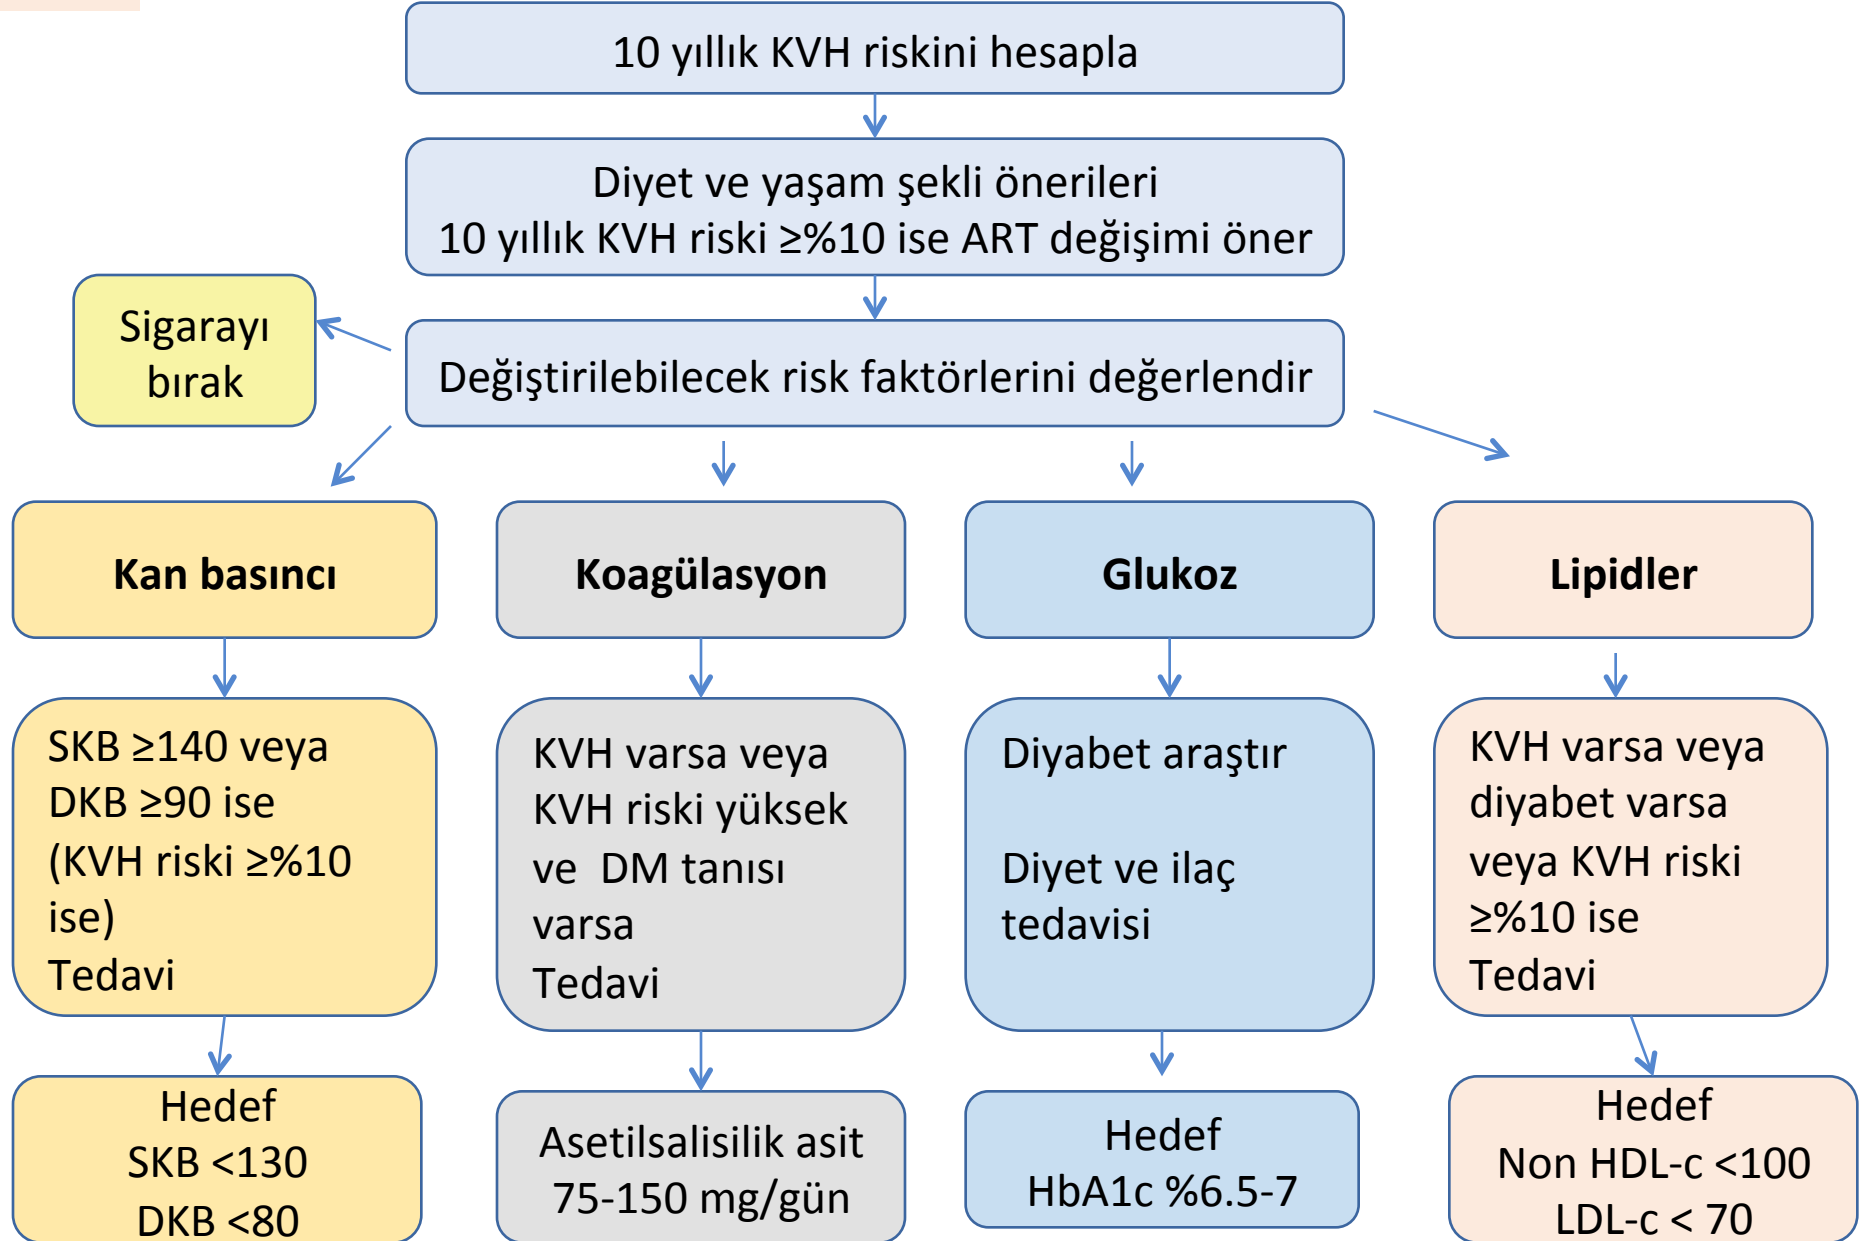 10 yıllık KVH riskini hesapla
Diyet ve yaşam şekli önerileri
10 yıllık KVH riski ≥%10 ise ART değişimi öner
Sigarayı
bırak
Değiştirilebilecek risk faktörlerini değerlendir
Kan basıncı
Koagülasyon
Glukoz
Lipidler
SKB ≥140 veya
DKB ≥90 ise
(KVH riski ≥%10
ise)
Tedavi
KVH varsa veya
KVH riski yüksek
ve DM tanısı
varsa
Tedavi
Diyabet araştır
Diyet ve ilaç
tedavisi
KVH varsa veya
diyabet varsa
veya KVH riski
≥%10 ise
Tedavi
Hedef
SKB <130
DKB <80
Asetilsalisilik asit
75-150 mg/gün
Hedef
HbA1c %6.5-7
Hedef
Non HDL-c <100
LDL-c < 70